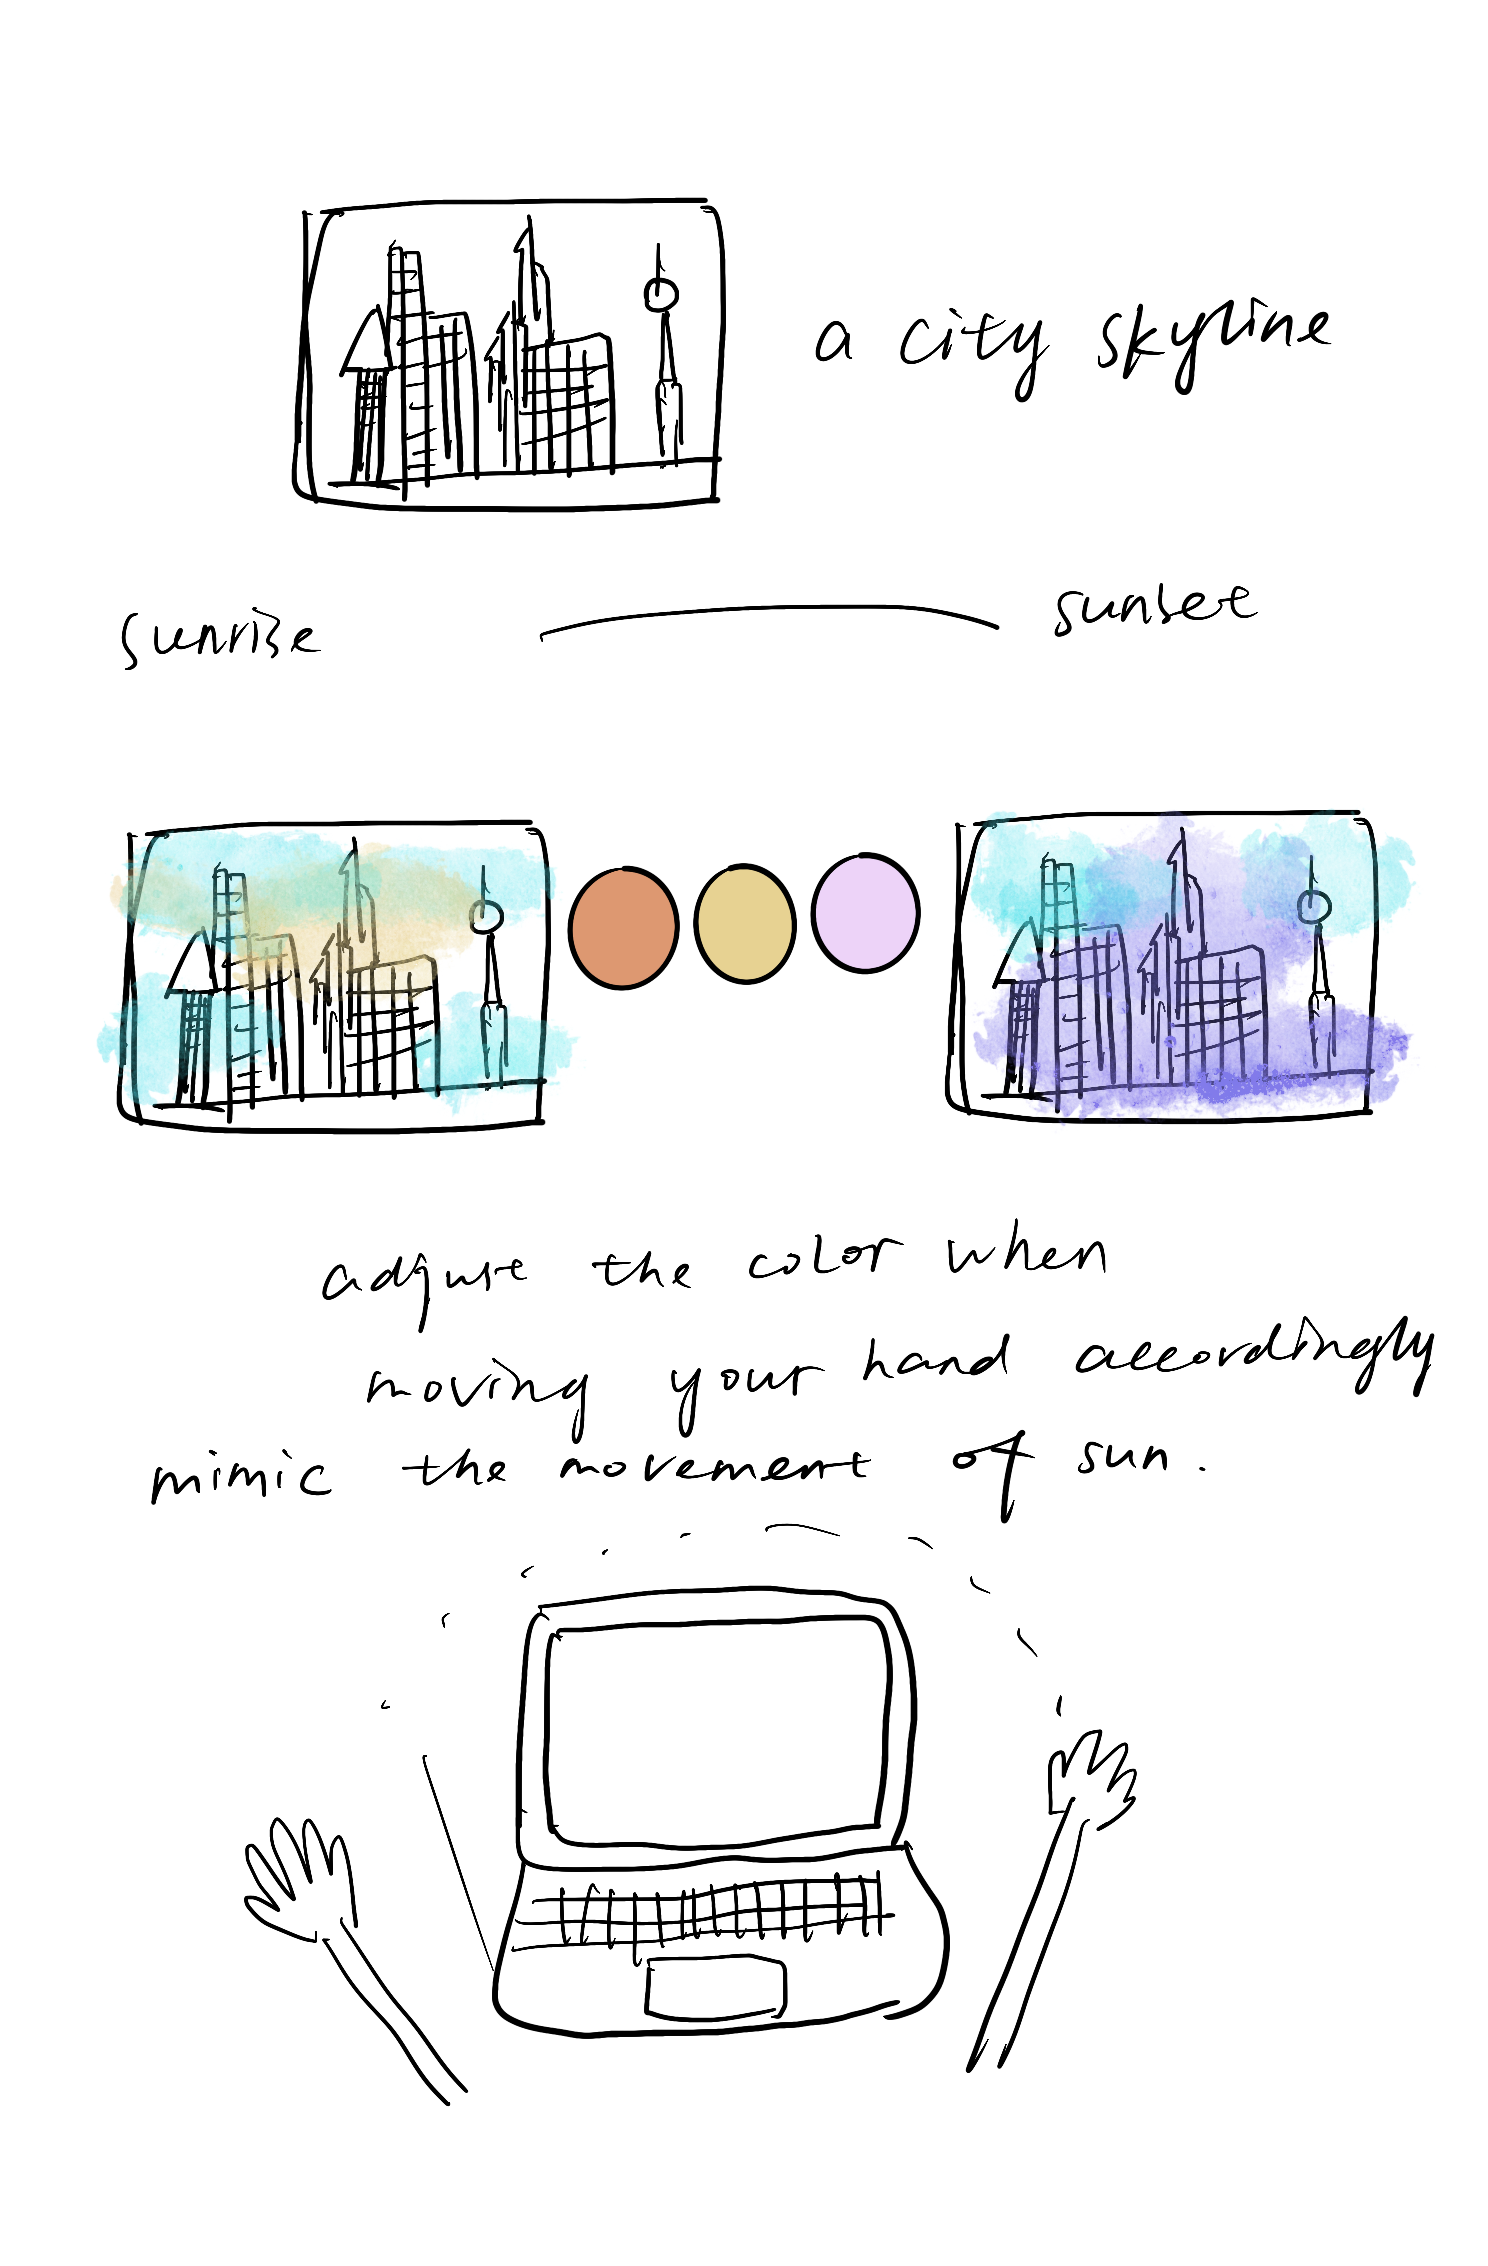 a city skyline
sunrise
sunset
adjust the color when
moving your hand accordingly
mimic the movement of sun.